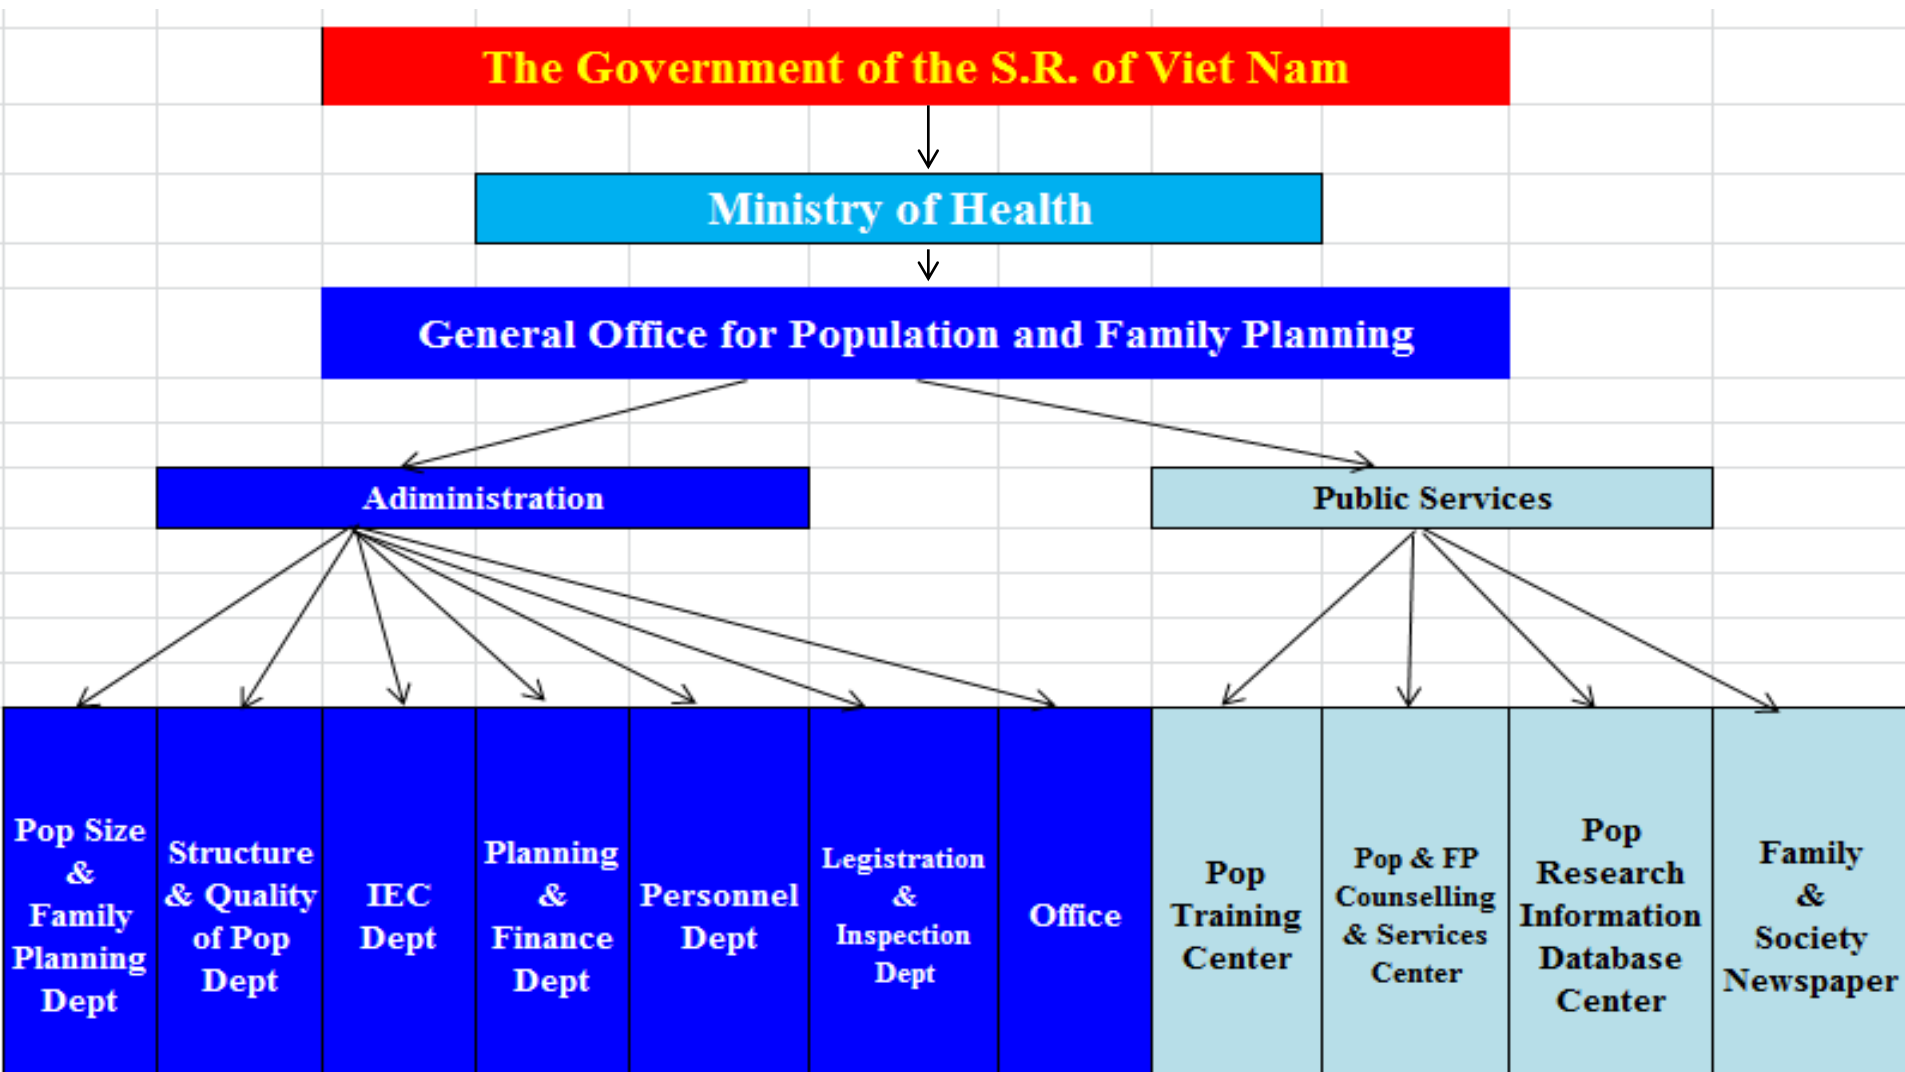 The Government of the S.R. of Viet Nam
Ministry of Health
General Office for Population and Family Planning
Adiministration
Public Services
Pop Size
&
Family
Planning
Dept
Structure
& Quality
of Pop
Dept
IEC
Dept
Planning
&
Finance
Dept
Personnel
Dept
Legistration
&
Inspection
Dept
Office
Pop
Training
Center
Pop & FP
Counselling
& Services
Center
Pop
Research
Information
Database
Center
Family
&
Society
Newspaper